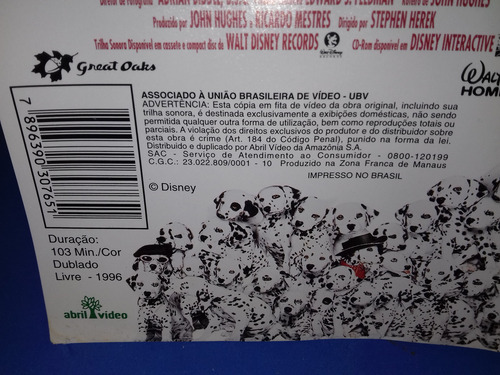 Produzido por JOHN HUGHES e RICARDO MESTRES Dirigido por STEPHEN HEREK
Trilha Sonora Disponível em cassete e compact disc de WALT DISNEY RECORDS CD-Rom disponível em DISNEY INTERACTIVE
Great Oaks
HOME
ASSOCIADO À UNIÃO BRASILEIRA DE VÍDEO - UBV
ADVERTÊNCIA: Esta cópia em fita de vídeo da obra original, incluindo sua
trilha sonora, é destinada exclusivamente a exibições domésticas, não sendo
permitida qualquer outra forma de utilização, bem como reproduções totais ou
parciais. A violação dos direitos exclusivos do produtor e do distribuidor sobre
esta obra é crime (Art. 184 do Código Penal), punido na forma da lei.
Distribuido e duplicado por Abril Vídeo da Amazônia S.A.
SAC - Serviço de Atendimento ao Consumidor - 0800-120199
C.G.C.: 23.022.809/0001 - 10 Produzido na Zona Franca de Manaus
IMPRESSO NO BRASIL
7 896390 307651
© Disney
Duração:
103 Min./Cor
Dublado
Livre - 1996
abril vídeo